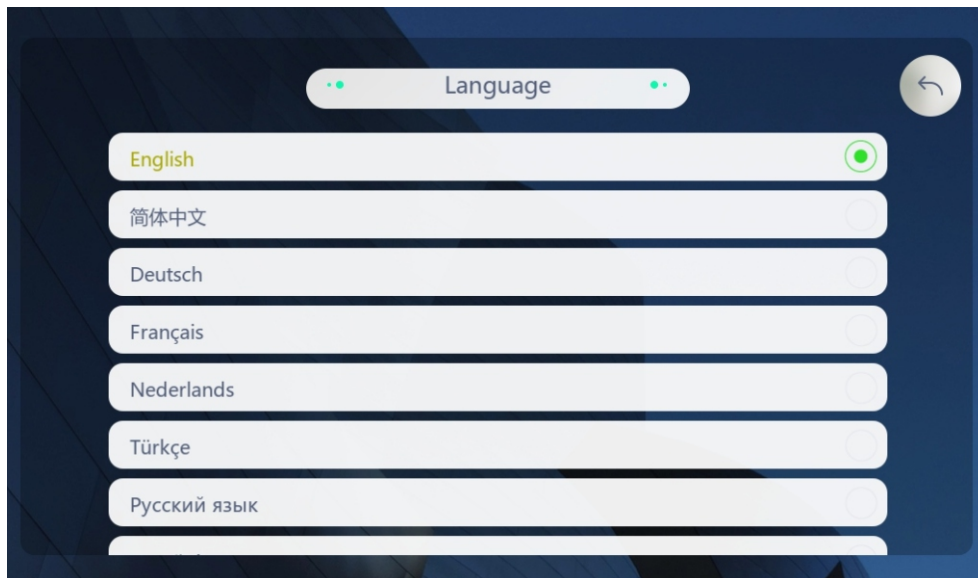 Language
English
简体中文
Deutsch
Français
Nederlands
Türkçe
Русский язык